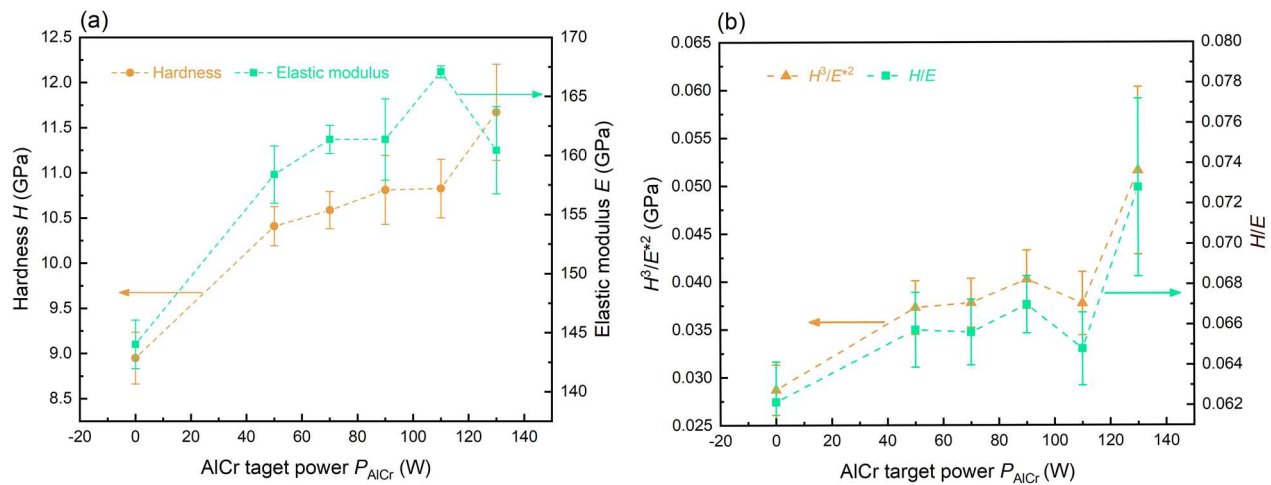 (a)
12.5
12.0
11.5
11.0
10.5
10.0
9.5
9.0
8.5
Hardness H (GPa)
Hardness
Elastic modulus
170
165
160
155
150
145
140
Elastic modulus E (GPa)
-20 0 20 40 60 80 100 120 140
AlCr taget power P_AlCr (W)
(b)
0.065
0.060
0.055
0.050
0.045
0.040
0.035
0.030
0.025
H³/E*² (GPa)
H³/E*²
H/E
0.080
0.078
0.076
0.074
0.072
0.070
0.068
0.066
0.064
0.062
H/E
-20 0 20 40 60 80 100 120 140
AlCr target power P_AlCr (W)